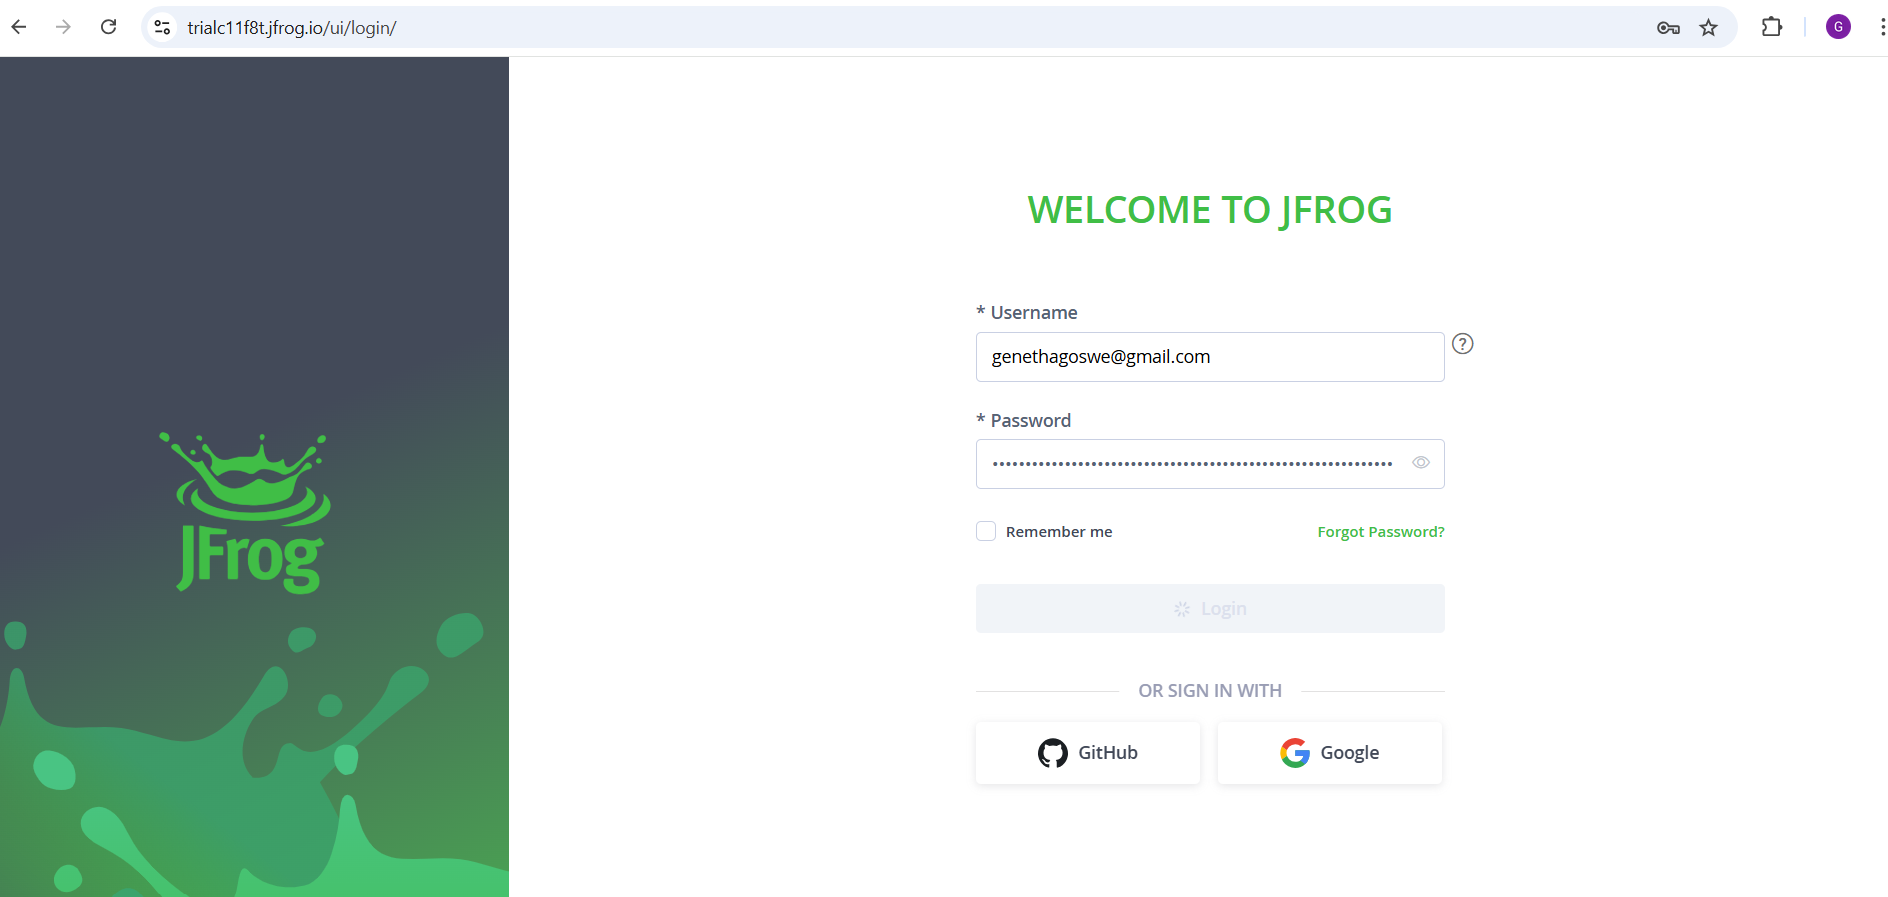 trialc11f8t.jfrog.io/ui/login/
G
JFrog
WELCOME TO JFROG
* Username
genethagoswe@gmail.com
?
* Password
Remember me
Forgot Password?
Login
OR SIGN IN WITH
GitHub
Google